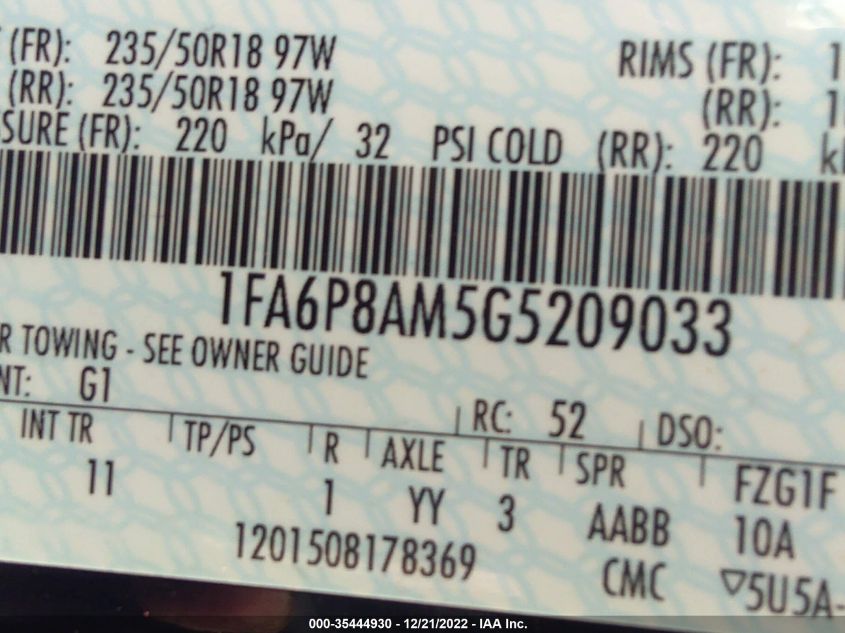 (FR): 235/50R18 97W RIMS (FR): 1
(RR): 235/50R18 97W (RR): 1
SURE (FR): 220 kPa/ 32 PSI COLD (RR): 220 k
1FA6P8AM5G5209033
R TOWING - SEE OWNER GUIDE
NT: G1 RC: 52 DSO:
INT TR TP/PS R AXLE TR SPR FZG1F
11 1 YY 3 AABB 10A
1201508178369 CMC ▽5U5A-
000-35444930 - 12/21/2022 - IAA Inc.